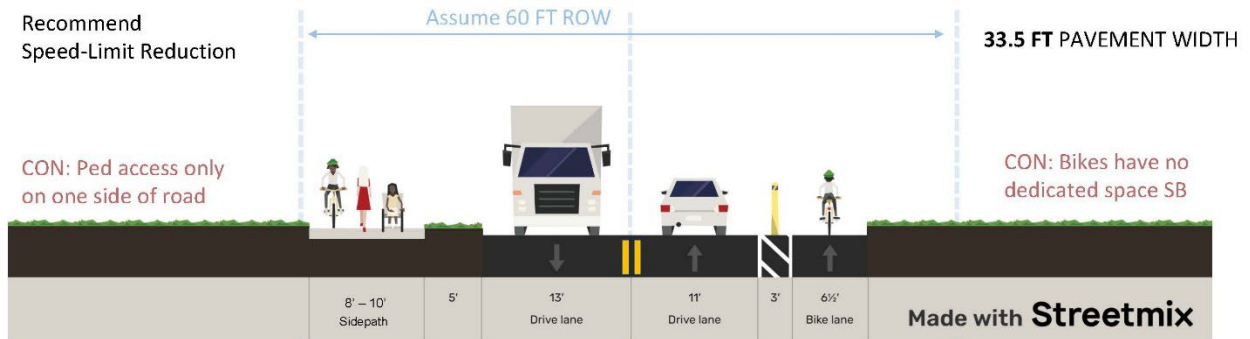 Recommend
Speed-Limit Reduction
Assume 60 FT ROW
33.5 FT PAVEMENT WIDTH
CON: Ped access only
on one side of road
CON: Bikes have no
dedicated space SB
8' – 10'
Sidepath
5'
13'
Drive lane
11'
Drive lane
3'
6½'
Bike lane
Made with Streetmix